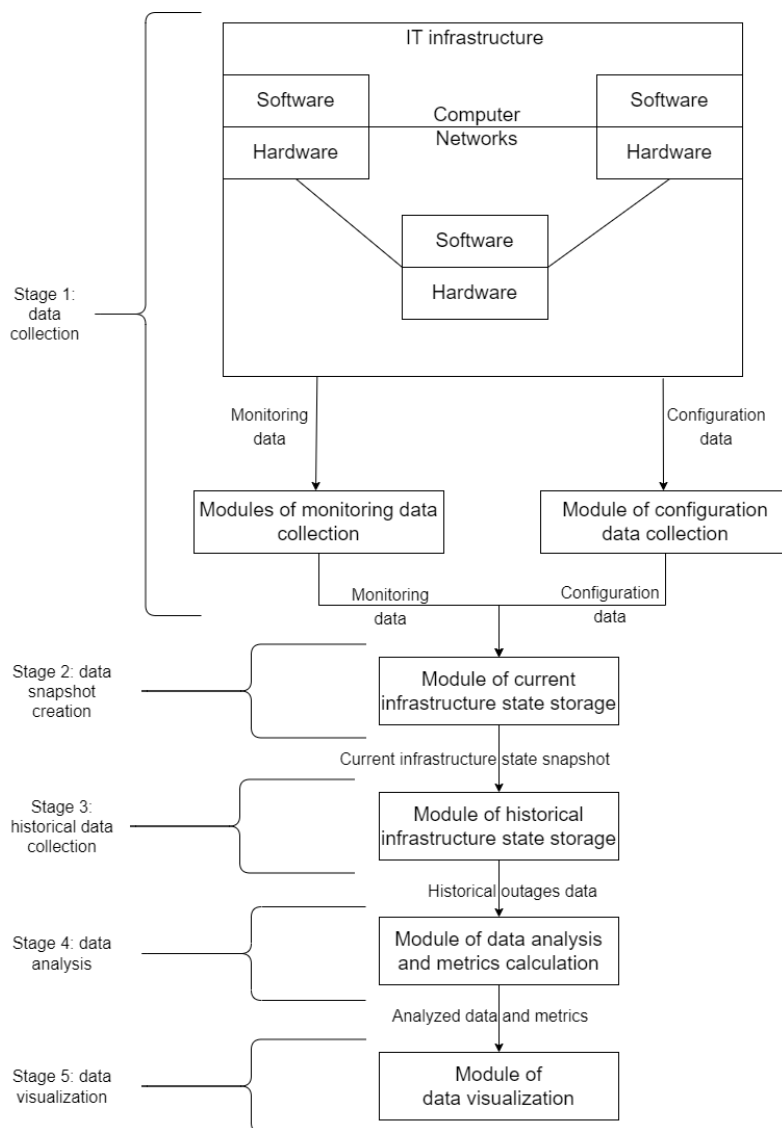 IT infrastructure
Software
Hardware
Computer
Networks
Software
Hardware
Software
Hardware
Stage 1:
data
collection
Monitoring
data
Configuration
data
Modules of monitoring data
collection
Module of configuration
data collection
Monitoring
data
Configuration
data
Stage 2: data
snapshot
creation
Module of current
infrastructure state storage
Current infrastructure state snapshot
Stage 3:
historical data
collection
Module of historical
infrastructure state storage
Historical outages data
Stage 4: data
analysis
Module of data analysis
and metrics calculation
Analyzed data and metrics
Stage 5: data
visualization
Module of
data visualization